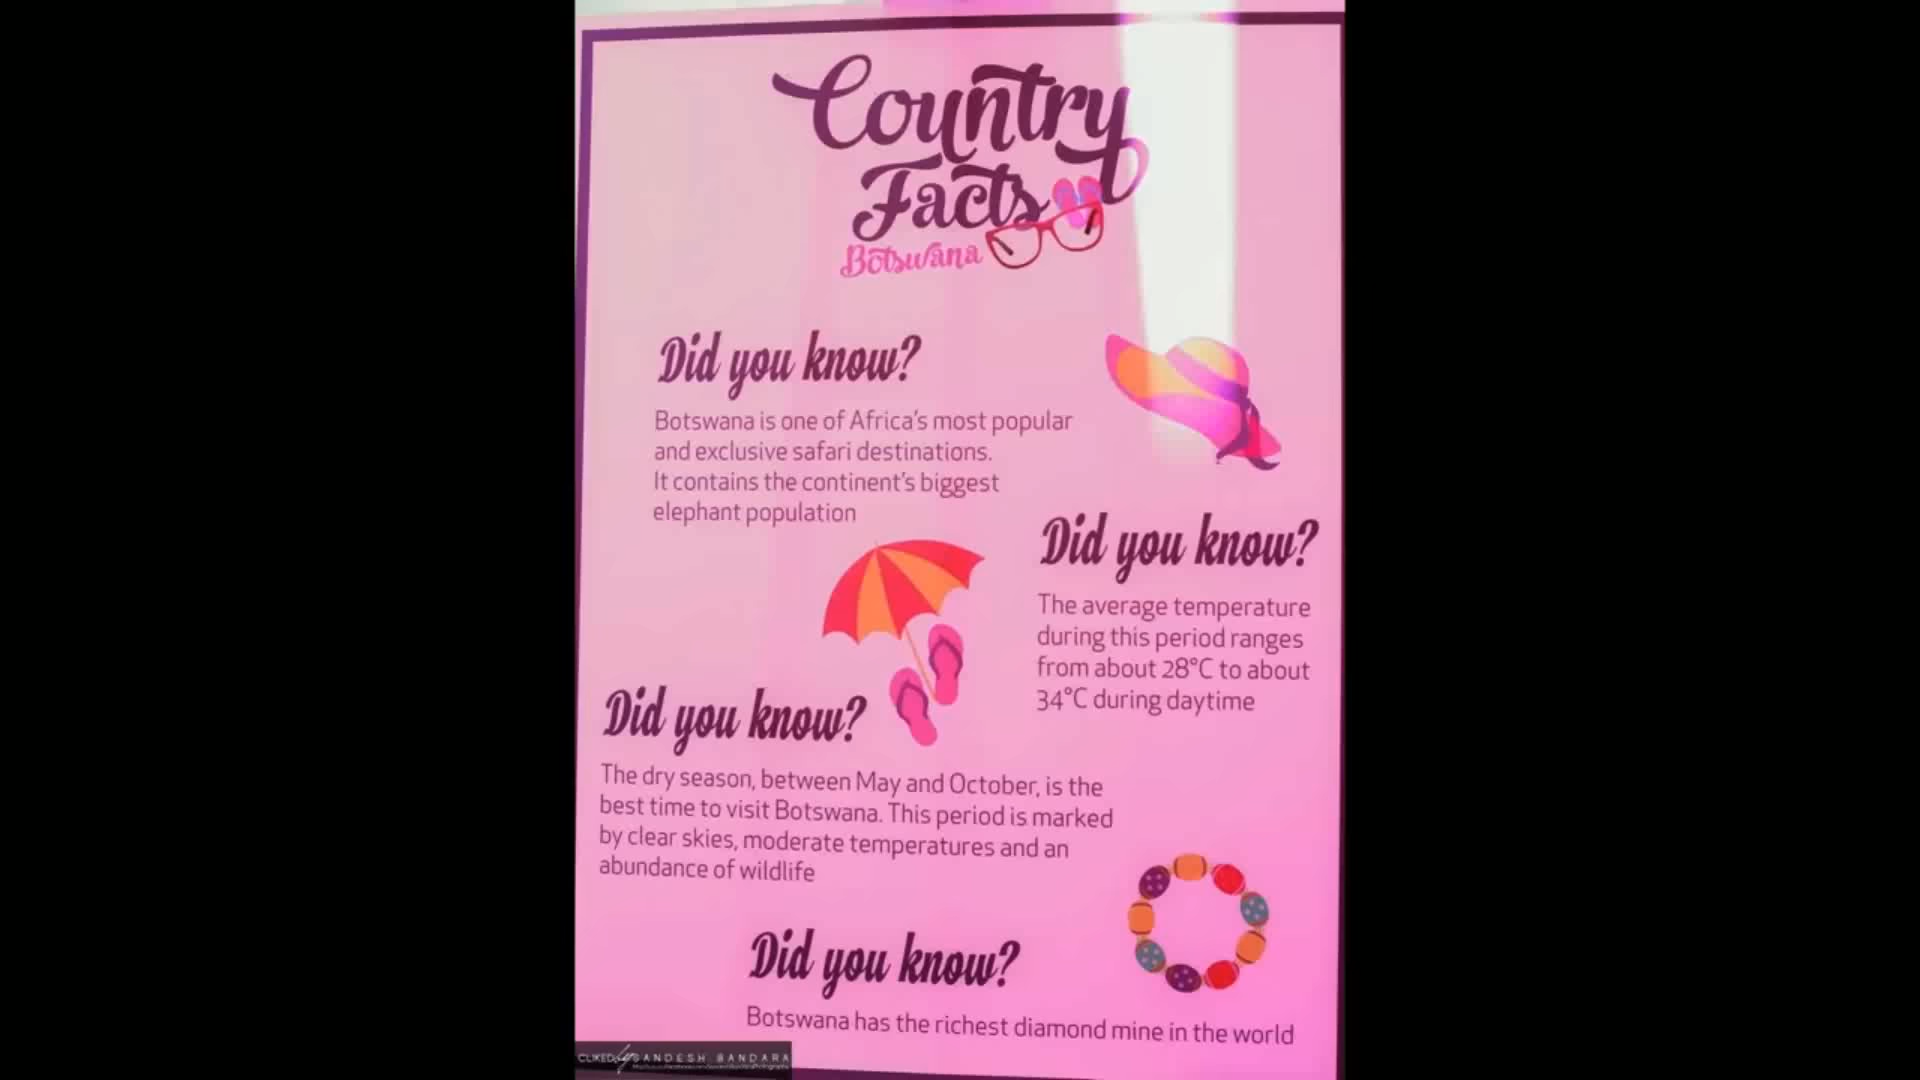 Country
Facts
Botswana
Did you know?
Botswana is one of Africa's most popular
and exclusive safari destinations.
It contains the continent's biggest
elephant population
Did you know?
The average temperature
during this period ranges
from about 28°C to about
34°C during daytime
Did you know?
The dry season, between May and October, is the
best time to visit Botswana. This period is marked
by clear skies, moderate temperatures and an
abundance of wildlife
Did you know?
Botswana has the richest diamond mine in the world
CLIKED by SANDESH BANDARA